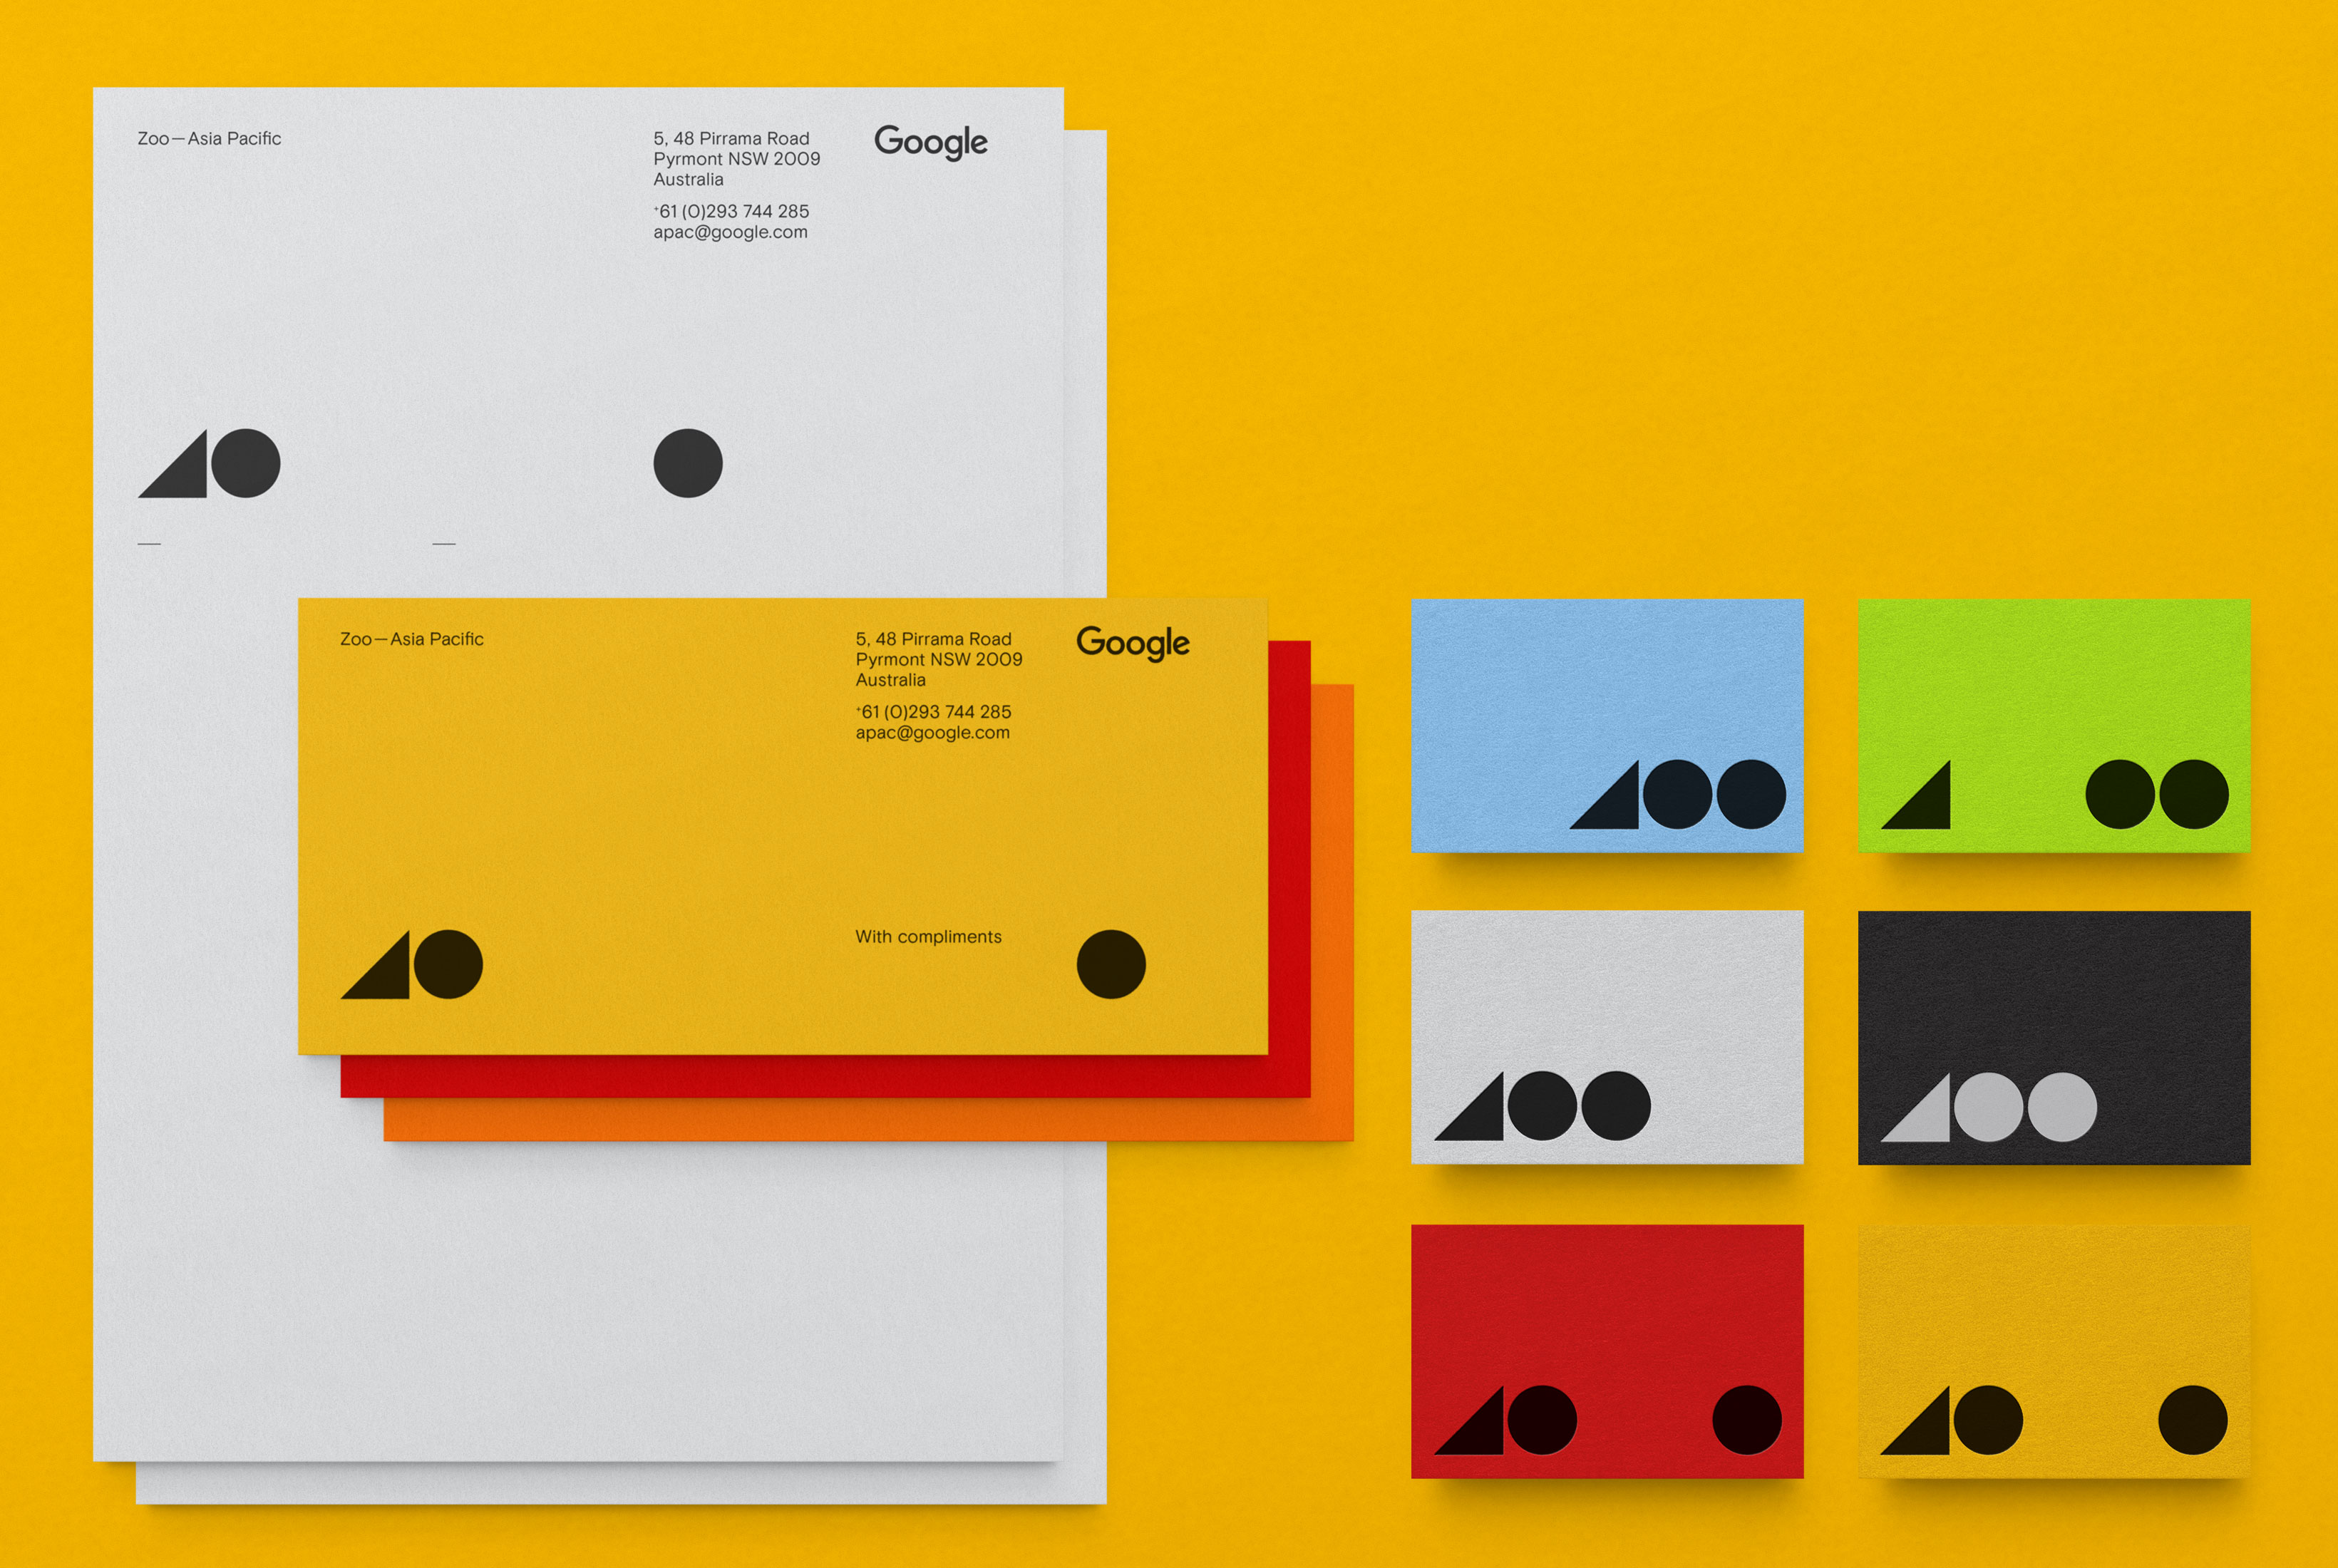 Zoo—Asia Pacific
5, 48 Pirrama Road
Pyrmont NSW 2009
Australia
+61 (0)293 744 285
apac@google.com
Google
Zoo—Asia Pacific
5, 48 Pirrama Road
Pyrmont NSW 2009
Australia
+61 (0)293 744 285
apac@google.com
Google
With compliments